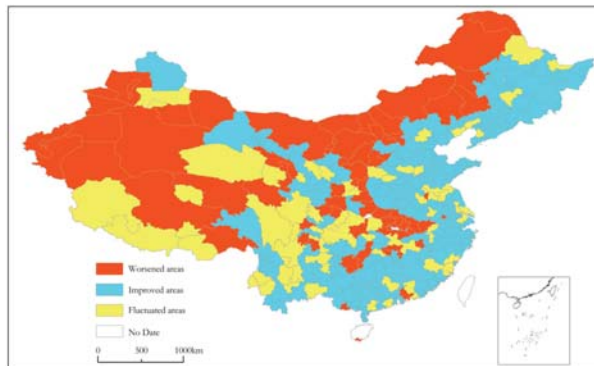 Worsened areas
Improved areas
Fluctuated areas
No Date
0 500 1000km